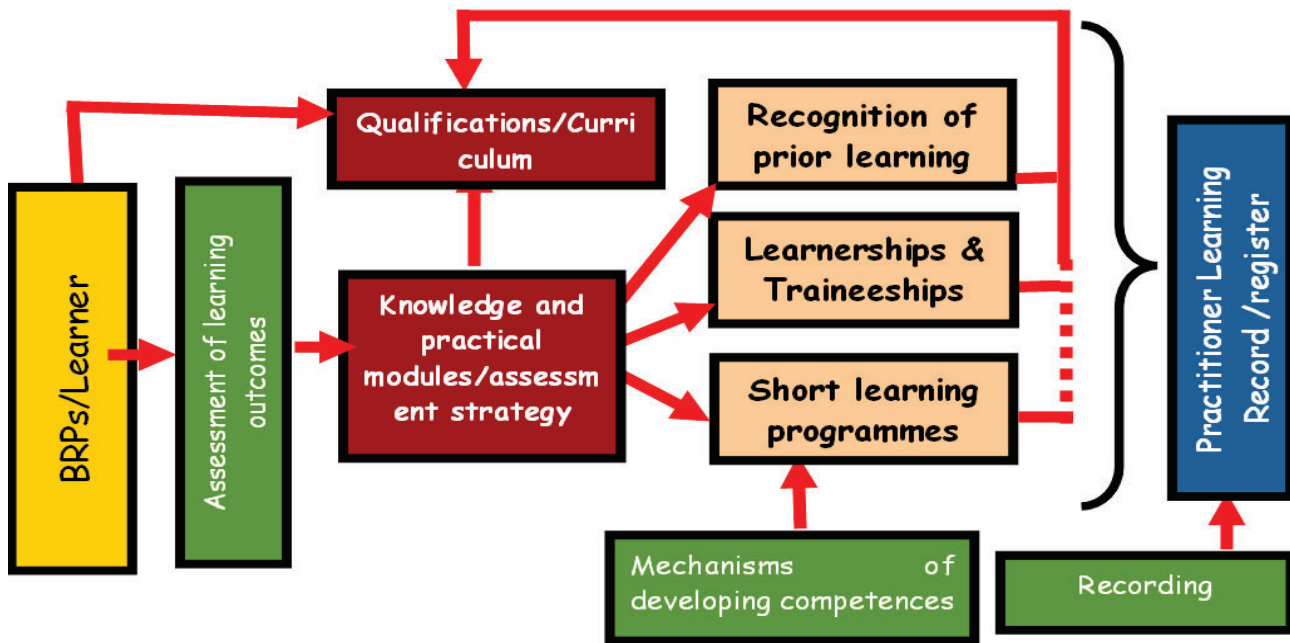 BRPs/Learner
Assessment of learning
outcomes
Qualifications/Curri
culum
Knowledge and
practical
modules/assessm
ent strategy
Recognition of
prior learning
Learnerships &
Traineeships
Short learning
programmes
Mechanisms of
developing competences
Practitioner Learning
Record /register
Recording